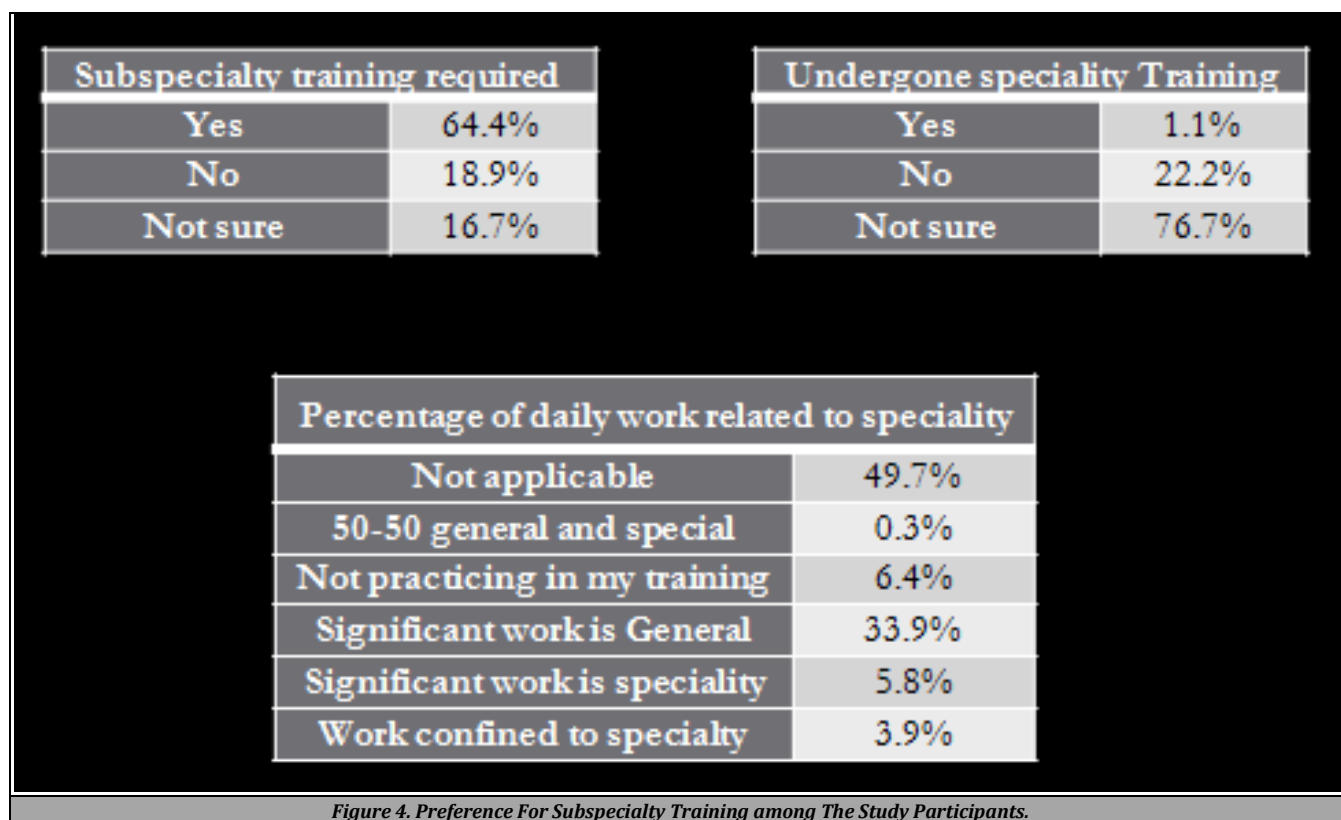 Subspecialty training required
Yes 64.4%
No 18.9%
Not sure 16.7%
Undergone speciality Training
Yes 1.1%
No 22.2%
Not sure 76.7%
Percentage of daily work related to speciality
Not applicable 49.7%
50-50 general and special 0.3%
Not practicing in my training 6.4%
Significant work is General 33.9%
Significant work is speciality 5.8%
Work confined to specialty 3.9%
Figure 4. Preference For Subspecialty Training among The Study Participants.